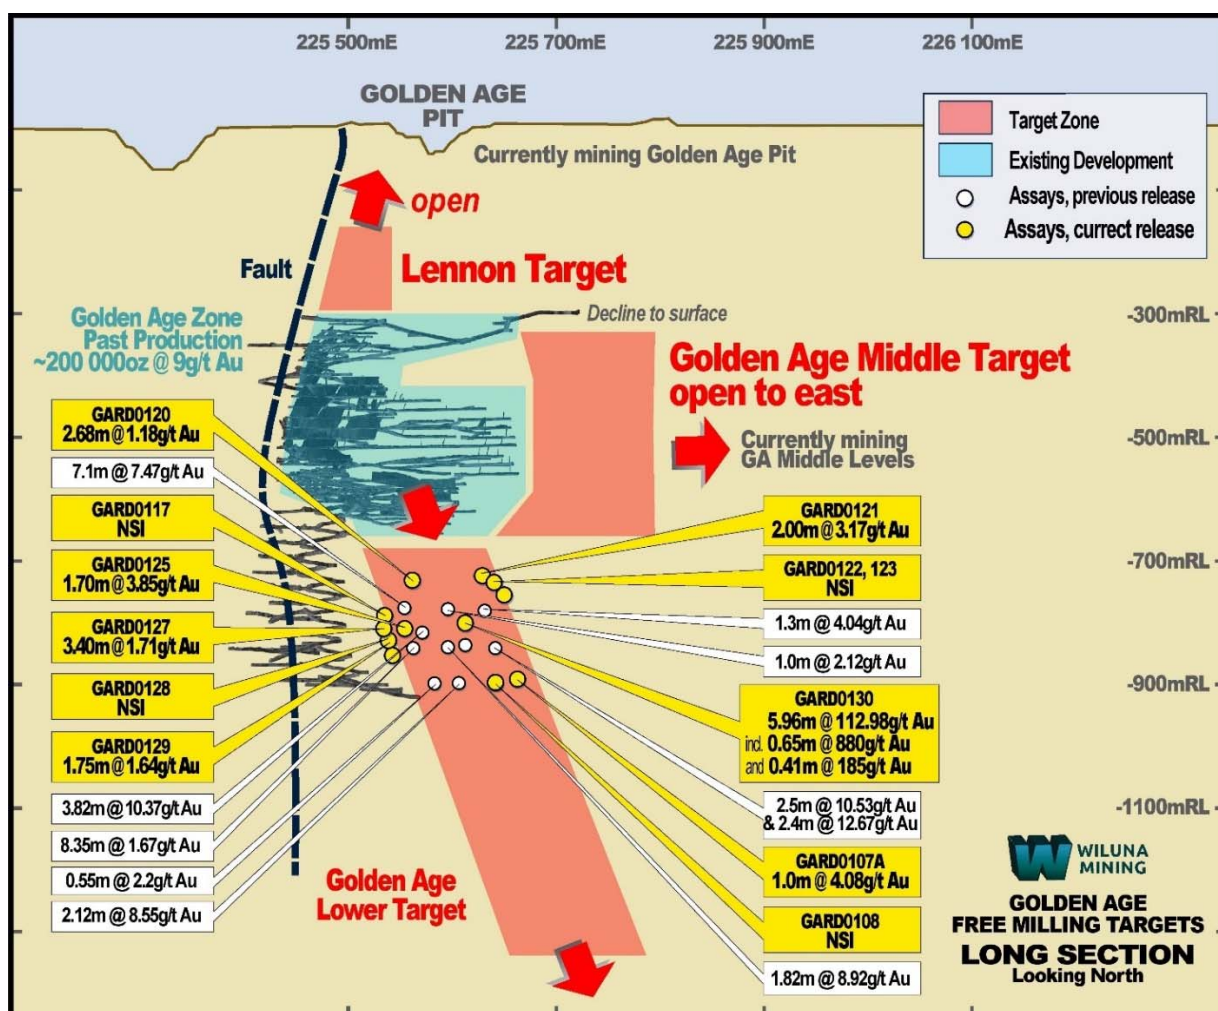 225 500mE
225 700mE
225 900mE
226 100mE
GOLDEN AGE
PIT
Currently mining Golden Age Pit
Target Zone
Existing Development
Assays, previous release
Assays, currect release
open
Fault
Lennon Target
Golden Age Zone
Past Production
~200 000oz @ 9g/t Au
Decline to surface
-300mRL
Golden Age Middle Target
open to east
Currently mining
GA Middle Levels
-500mRL
-700mRL
-900mRL
-1100mRL
GARD0120
2.68m @ 1.18g/t Au
7.1m @ 7.47g/t Au
GARD0117
NSI
GARD0125
1.70m @ 3.85g/t Au
GARD0127
3.40m @ 1.71g/t Au
GARD0128
NSI
GARD0129
1.75m @ 1.64g/t Au
3.82m @ 10.37g/t Au
8.35m @ 1.67g/t Au
0.55m @ 2.2g/t Au
2.12m @ 8.55g/t Au
GARD0121
2.00m @ 3.17g/t Au
GARD0122, 123
NSI
1.3m @ 4.04g/t Au
1.0m @ 2.12g/t Au
GARD0130
5.96m @ 112.98g/t Au
incl. 0.65m @ 880g/t Au
and 0.41m @ 185g/t Au
2.5m @ 10.53g/t Au
& 2.4m @ 12.67g/t Au
GARD0107A
1.0m @ 4.08g/t Au
GARD0108
NSI
1.82m @ 8.92g/t Au
Golden Age
Lower Target
WILUNA
MINING
GOLDEN AGE
FREE MILLING TARGETS
LONG SECTION
Looking North